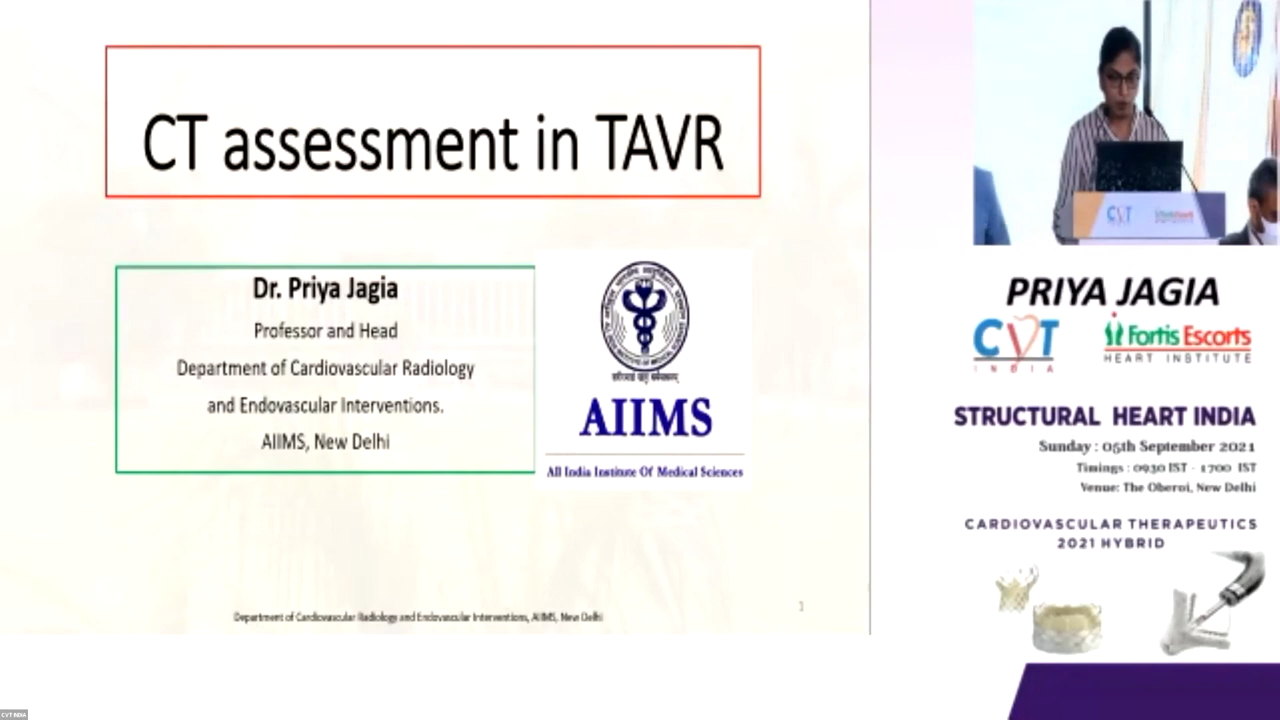 CT assessment in TAVR
Dr. Priya Jagia
Professor and Head
Department of Cardiovascular Radiology
and Endovascular Interventions.
AIIMS, New Delhi
AIIMS
All India Institute Of Medical Sciences
Department of Cardiovascular Radiology and Endovascular Interventions, AIIMS, New Delhi
1
CVT
PRIYA JAGIA
CVT
INDIA
Fortis Escorts
HEART INSTITUTE
STRUCTURAL HEART INDIA
Sunday : 05th September 2021
Timings : 0930 IST - 1700 IST
Venue: The Oberoi, New Delhi
CARDIOVASCULAR THERAPEUTICS
2021 HYBRID
CVT INDIA